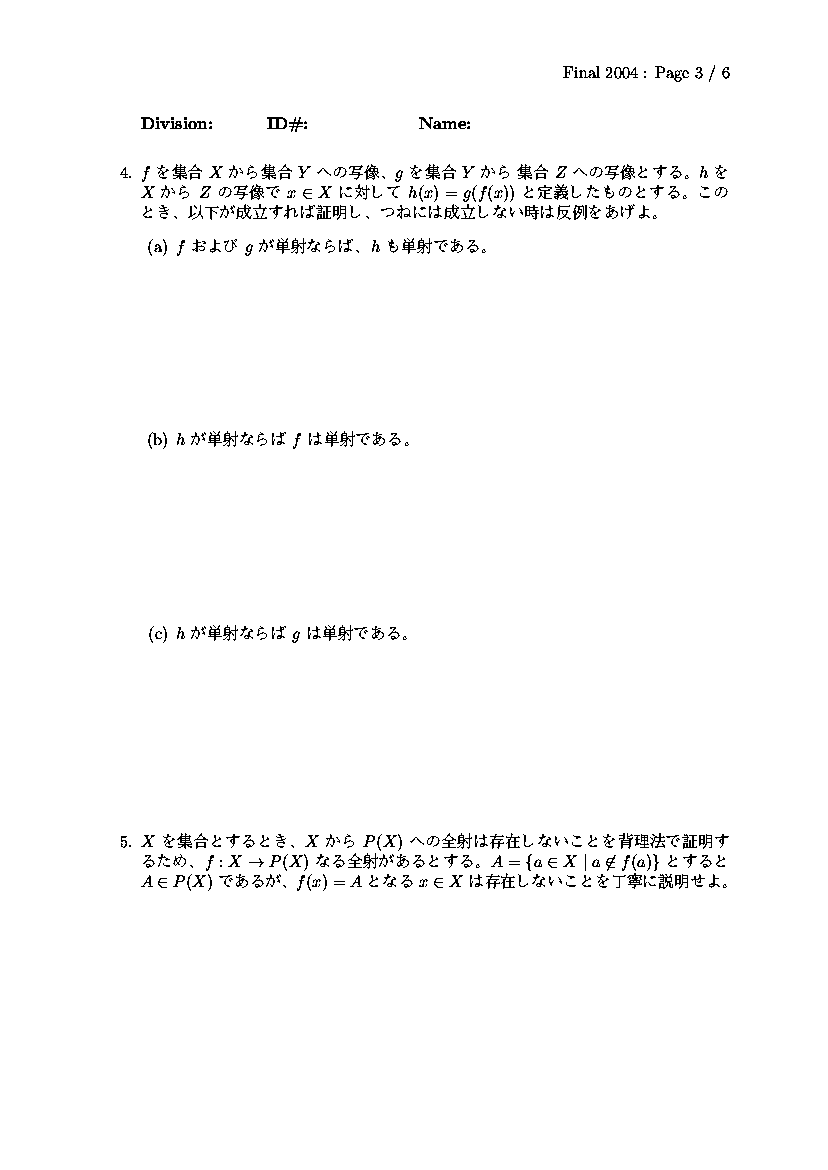 Final 2004 : Page 3 / 6
Division: ID#: Name:
4. f を集合 X から集合 Y への写像、g を集合 Y から 集合 Z への写像とする。h を
X から Z の写像で x ∈ X に対して h(x) = g(f(x)) と定義したものとする。この
とき、以下が成立すれば証明し、つねには成立しない時は反例をあげよ。
(a) f および g が単射ならば、h も単射である。
(b) h が単射ならば f は単射である。
(c) h が単射ならば g は単射である。
5. X を集合とするとき、X から P(X) への全射は存在しないことを背理法で証明す
るため、f : X → P(X) なる全射があるとする。A = {a ∈ X | a ∉ f(a)} とすると
A ∈ P(X) であるが、f(x) = A となる x ∈ X は存在しないことを丁寧に説明せよ。